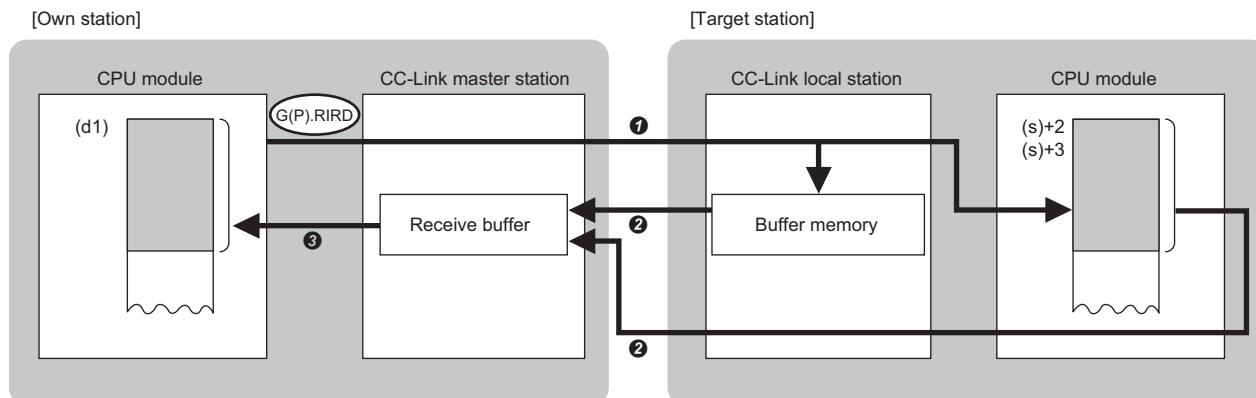 [Own station]
[Target station]
CPU module
CC-Link master station
CC-Link local station
CPU module
(d1)
G(P).RIRD
❶
(s)+2
(s)+3
Receive buffer
❷
Buffer memory
❸
❷